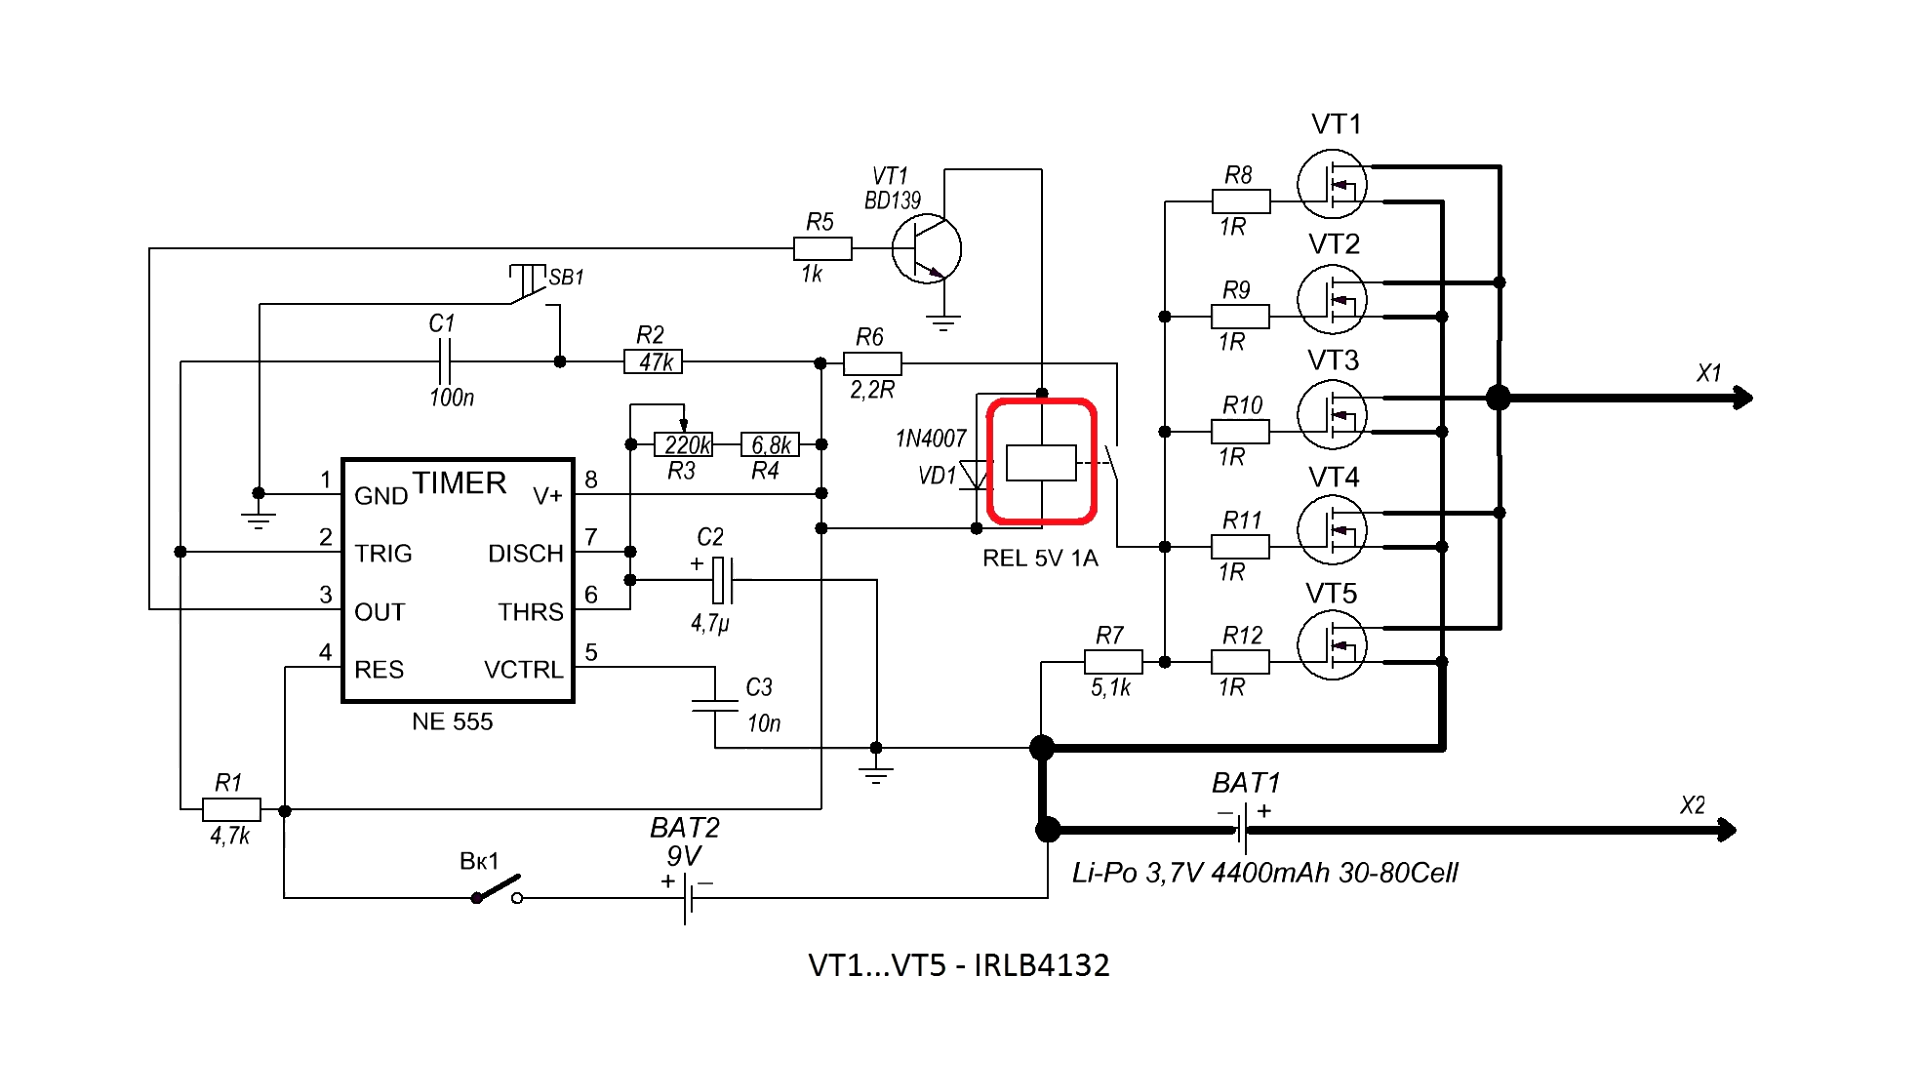 VT1
VT1
BD139
R8
1R
R5
1k
VT2
SB1
R9
1R
C1
100n
R2
47k
R6
2,2R
VT3
X1
R10
1R
220k
R3
6,8k
R4
1N4007
VD1
VT4
TIMER
1
GND
8
V+
R11
1R
2
TRIG
7
DISCH
C2
+
4,7µ
REL 5V 1A
3
OUT
6
THRS
VT5
4
RES
5
VCTRL
R7
5,1k
R12
1R
C3
10n
NE 555
R1
4,7k
BAT1
– +
X2
BAT2
9V
+ –
Вк1
Li-Po 3,7V 4400mAh 30-80Cell
VT1...VT5 - IRLB4132